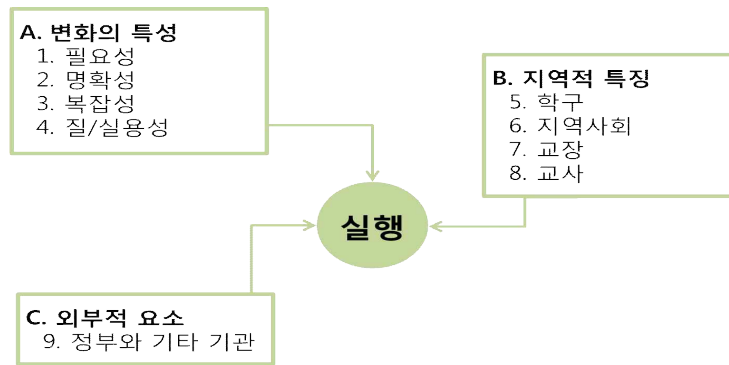 A. 변화의 특성
1. 필요성
2. 명확성
3. 복잡성
4. 질/실용성
B. 지역적 특징
5. 학구
6. 지역사회
7. 교장
8. 교사
실행
C. 외부적 요소
9. 정부와 기타 기관